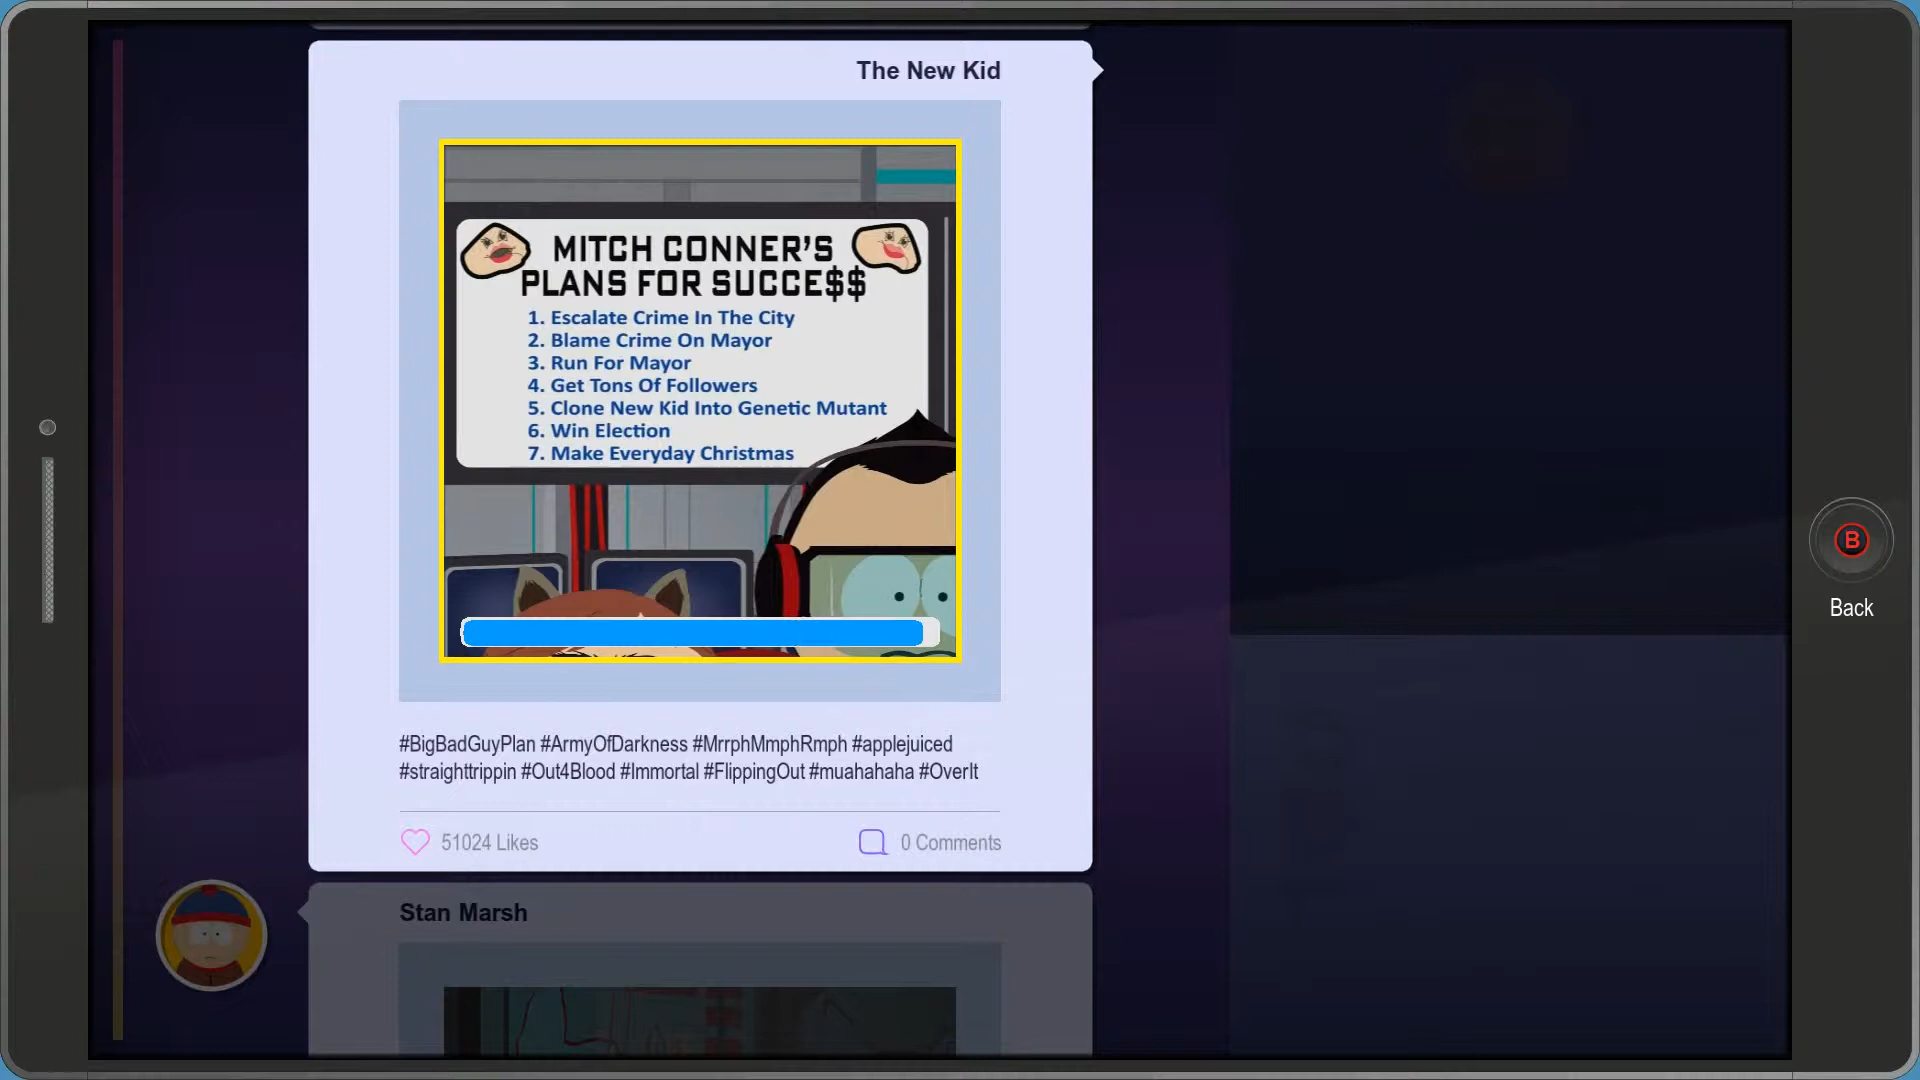 The New Kid
MITCH CONNER'S
PLANS FOR SUCCE$$
1. Escalate Crime In The City
2. Blame Crime On Mayor
3. Run For Mayor
4. Get Tons Of Followers
5. Clone New Kid Into Genetic Mutant
6. Win Election
7. Make Everyday Christmas
#BigBadGuyPlan #ArmyOfDarkness #MrrphMmphRmph #applejuiced
#straighttrippin #Out4Blood #Immortal #FlippingOut #muahahaha #OverIt
51024 Likes
0 Comments
Stan Marsh
B
Back